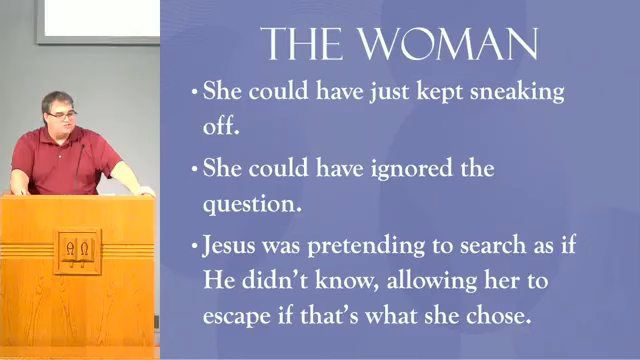 THE WOMAN
• She could have just kept sneaking
off.
• She could have ignored the
question.
• Jesus was pretending to search as if
He didn't know, allowing her to
escape if that's what she chose.
Α Ω